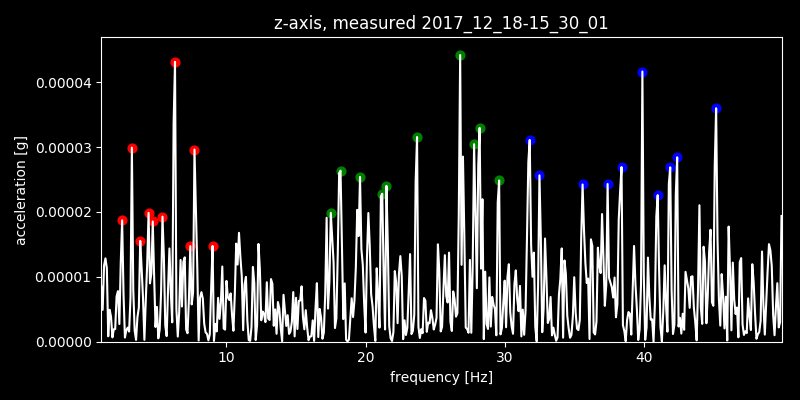 z-axis, measured 2017_12_18-15_30_01
0.00004
0.00003
0.00002
0.00001
0.00000
acceleration [g]
10 20 30 40
frequency [Hz]